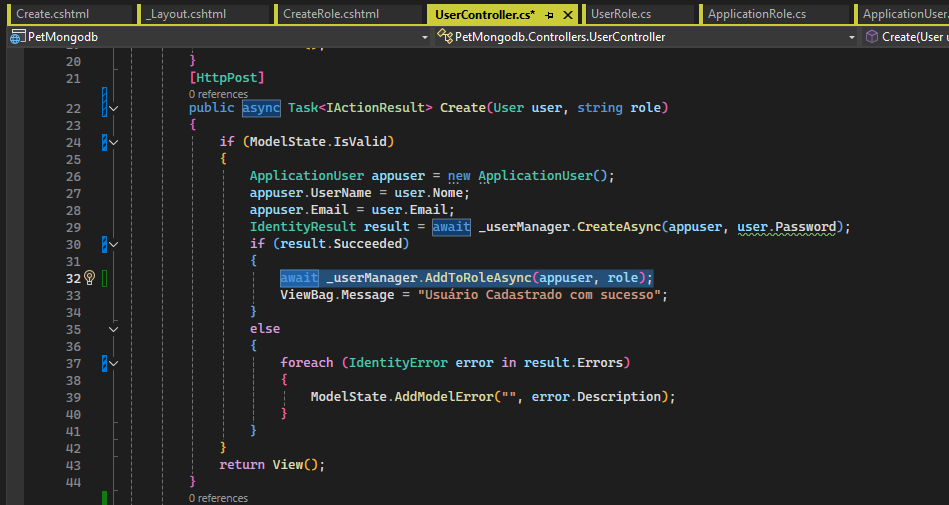 Create.cshtml _Layout.cshtml CreateRole.cshtml UserController.cs* UserRole.cs ApplicationRole.cs ApplicationUser.
PetMongodb PetMongodb.Controllers.UserController Create(User u
20 }
21 [HttpPost]
0 references
22 public async Task<IActionResult> Create(User user, string role)
23 {
24 if (ModelState.IsValid)
25 {
26 ApplicationUser appuser = new ApplicationUser();
27 appuser.UserName = user.Nome;
28 appuser.Email = user.Email;
29 IdentityResult result = await _userManager.CreateAsync(appuser, user.Password);
30 if (result.Succeeded)
31 {
32 await _userManager.AddToRoleAsync(appuser, role);
33 ViewBag.Message = "Usuário Cadastrado com sucesso";
34 }
35 else
36 {
37 foreach (IdentityError error in result.Errors)
38 {
39 ModelState.AddModelError("", error.Description);
40 }
41 }
42 }
43 return View();
44 }
0 references